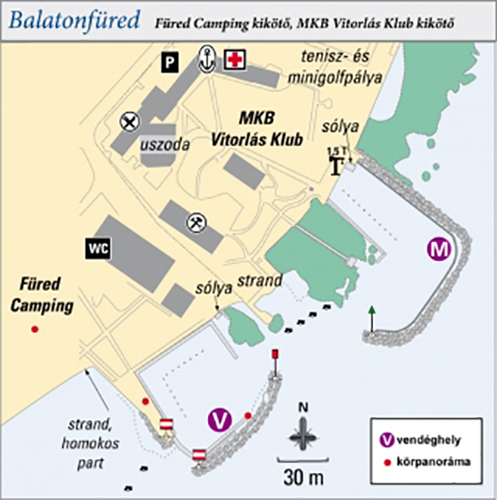 Balatonfüred Füred Camping kikötő, MKB Vitorlás Klub kikötő
P
tenisz- és
minigolfpálya
MKB
Vitorlás Klub
uszoda
sólya
1,5 T
T
M
WC
Füred
Camping
sólya
strand
strand,
homokos
part
V
N
30 m
V vendéghely
körpanoráma